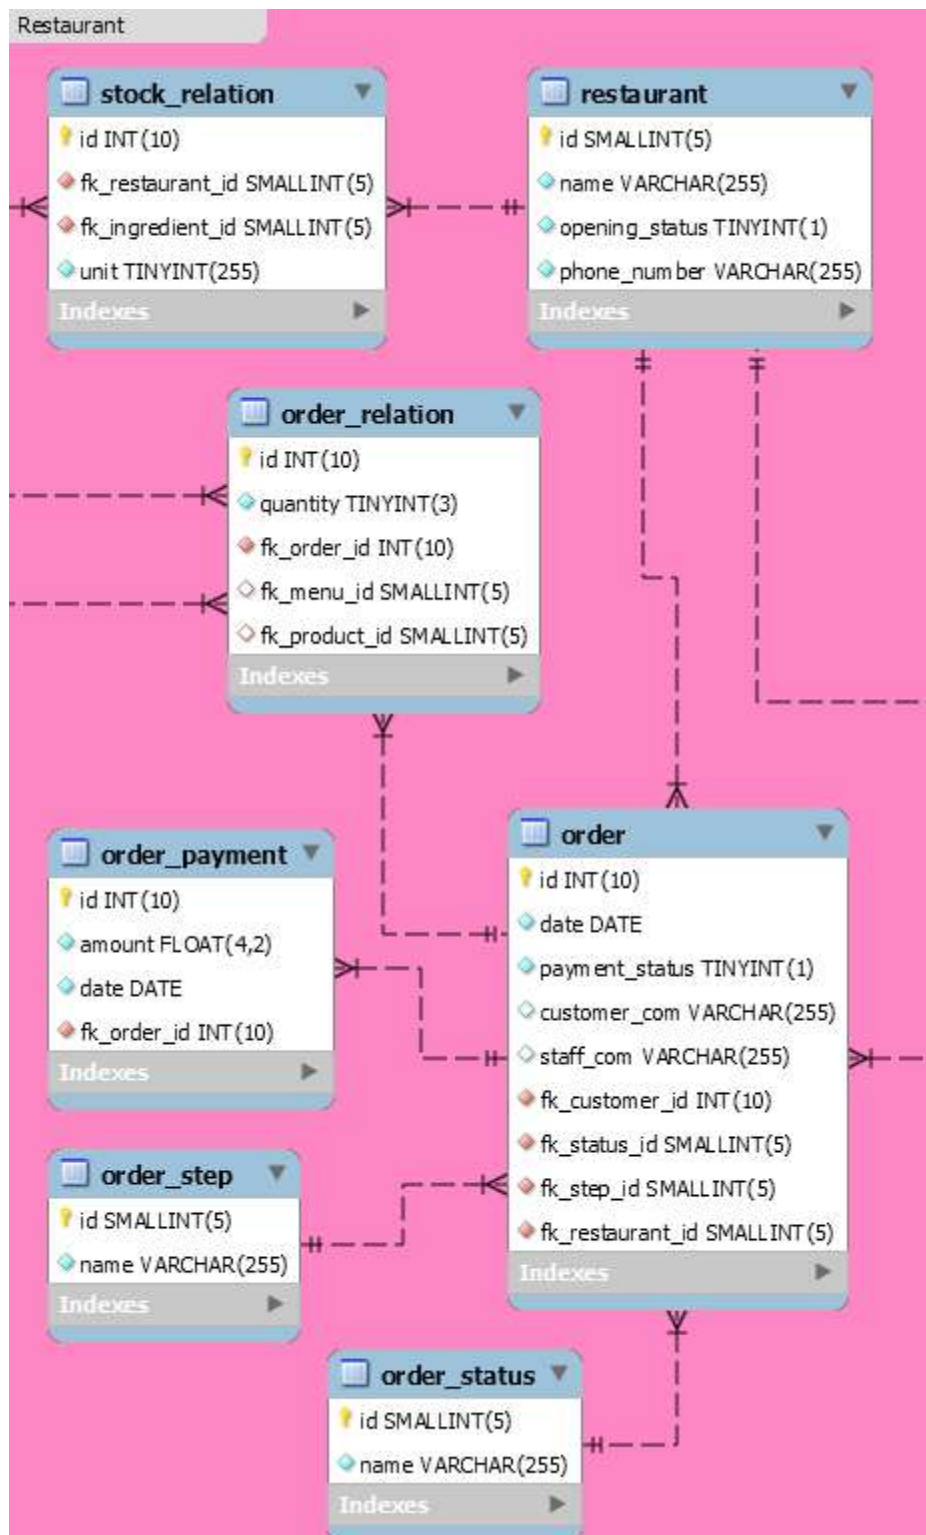 Restaurant
stock_relation
id INT(10)
fk_restaurant_id SMALLINT(5)
fk_ingredient_id SMALLINT(5)
unit TINYINT(255)
Indexes
restaurant
id SMALLINT(5)
name VARCHAR(255)
opening_status TINYINT(1)
phone_number VARCHAR(255)
Indexes
order_relation
id INT(10)
quantity TINYINT(3)
fk_order_id INT(10)
fk_menu_id SMALLINT(5)
fk_product_id SMALLINT(5)
Indexes
order_payment
id INT(10)
amount FLOAT(4,2)
date DATE
fk_order_id INT(10)
Indexes
order
id INT(10)
date DATE
payment_status TINYINT(1)
customer_com VARCHAR(255)
staff_com VARCHAR(255)
fk_customer_id INT(10)
fk_status_id SMALLINT(5)
fk_step_id SMALLINT(5)
fk_restaurant_id SMALLINT(5)
Indexes
order_step
id SMALLINT(5)
name VARCHAR(255)
Indexes
order_status
id SMALLINT(5)
name VARCHAR(255)
Indexes